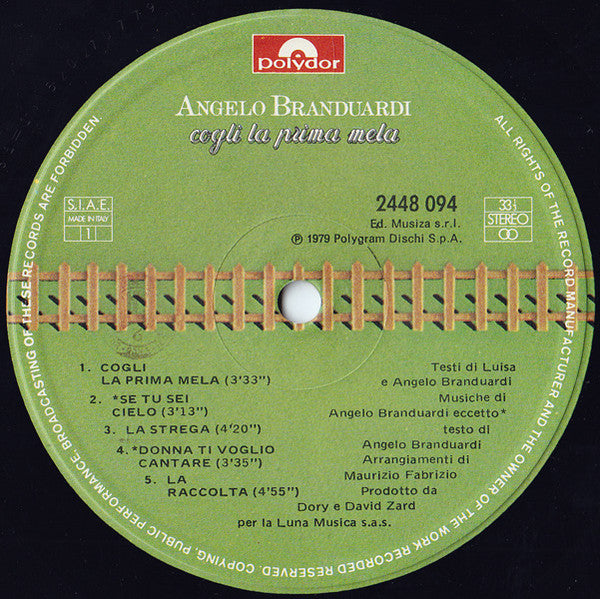 polydor
ANGELO BRANDUARDI
cogli la prima mela
S.I.A.E.
MADE IN ITALY
1
2448 094
Ed. Musiza s.r.l.
℗ 1979 Polygram Dischi S.p.A.
33⅓
STEREO
1. COGLI
LA PRIMA MELA (3'33")
2. *SE TU SEI
CIELO (3'13")
3. LA STREGA (4'20")
4. *DONNA TI VOGLIO
CANTARE (3'35")
5. LA
RACCOLTA (4'55")
Testi di Luisa
e Angelo Branduardi
Musiche di
Angelo Branduardi eccetto*
testo di
Angelo Branduardi
Arrangiamenti di
Maurizio Fabrizio
Prodotto da
Dory e David Zard
per la Luna Musica s.a.s.
ALL RIGHTS OF THE RECORD MANUFACTURER AND THE OWNER OF THE WORK RECORDED RESERVED. COPYING, PUBLIC PERFORMANCE, BROADCASTING OF THESE RECORDS ARE FORBIDDEN.